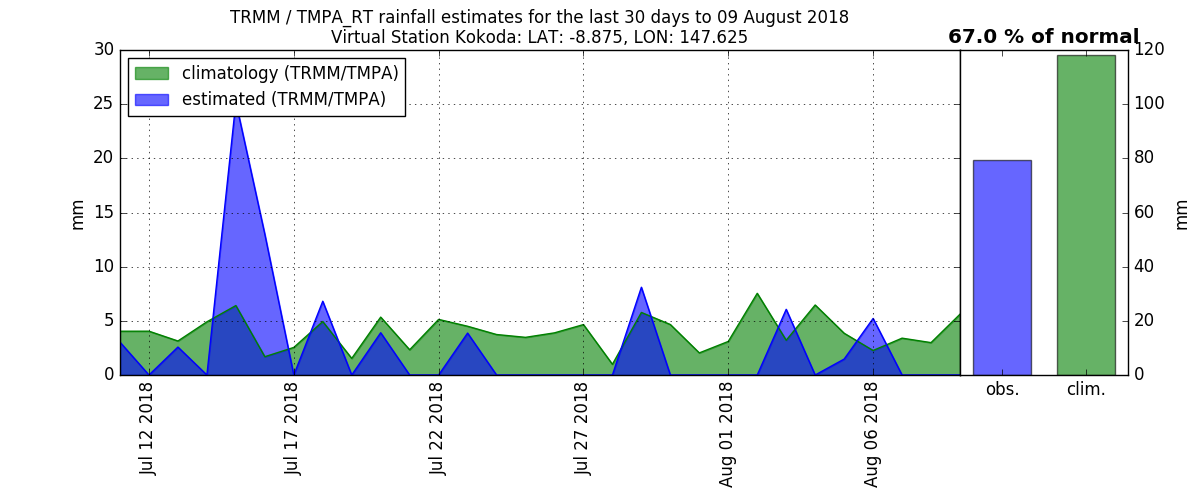 TRMM / TMPA_RT rainfall estimates for the last 30 days to 09 August 2018
Virtual Station Kokoda: LAT: -8.875, LON: 147.625
67.0 % of normal
climatology (TRMM/TMPA)
estimated (TRMM/TMPA)
30
25
20
15
10
5
0
mm
Jul 12 2018
Jul 17 2018
Jul 22 2018
Jul 27 2018
Aug 01 2018
Aug 06 2018
obs.
clim.
120
100
80
60
40
20
0
mm